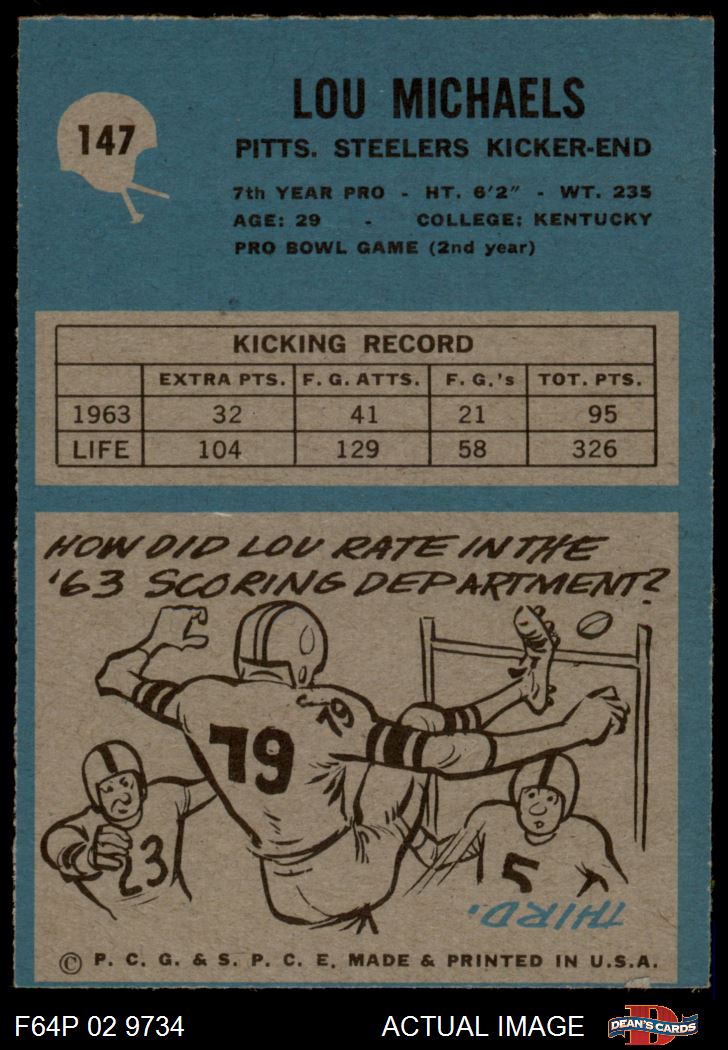 147
LOU MICHAELS
PITTS. STEELERS KICKER-END
7th YEAR PRO - HT. 6'2" - WT. 235
AGE: 29 - COLLEGE: KENTUCKY
PRO BOWL GAME (2nd year)
KICKING RECORD
EXTRA PTS. F.G. ATTS. F.G.'s TOT. PTS.
1963 32 41 21 95
LIFE 104 129 58 326
HOW DID LOU RATE IN THE
'63 SCORING DEPARTMENT?
79
79
23
5
THIRD.
© P. C. G. & S. P. C. E. MADE & PRINTED IN U.S.A.
F64P 02 9734
ACTUAL IMAGE
D
DEAN'S CARDS